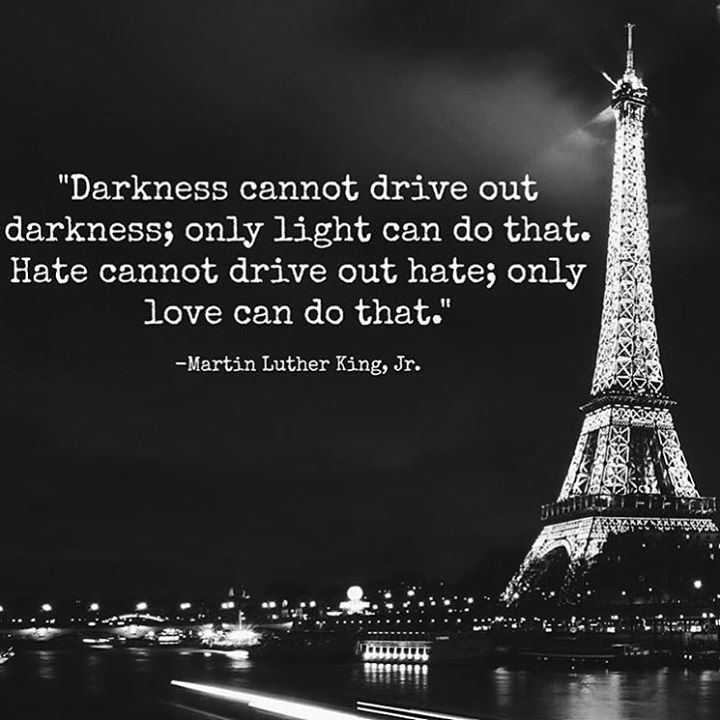 "Darkness cannot drive out
darkness; only light can do that.
Hate cannot drive out hate; only
love can do that."
-Martin Luther King, Jr.